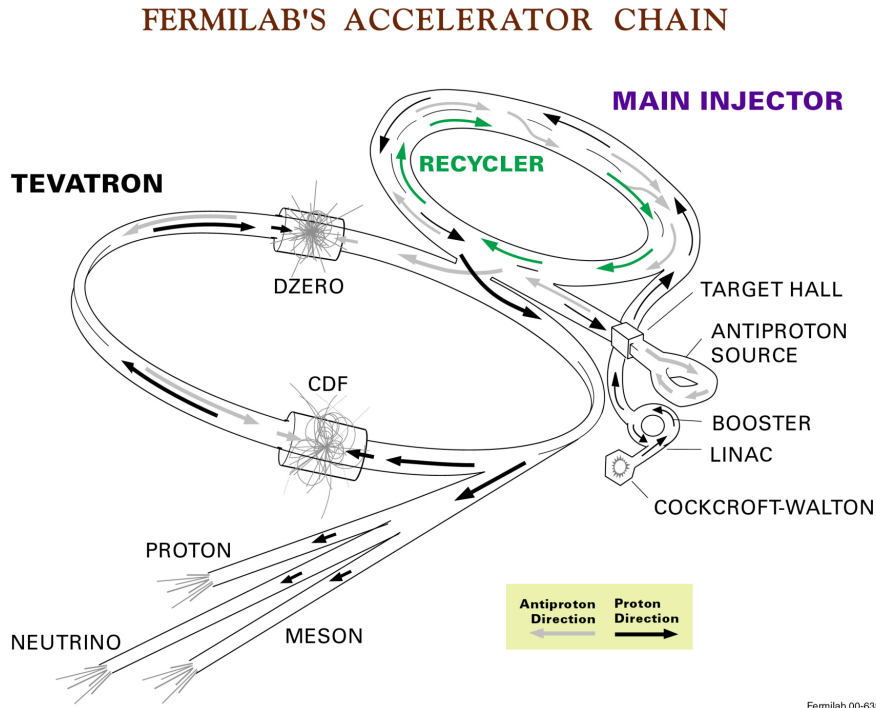 FERMILAB'S ACCELERATOR CHAIN
MAIN INJECTOR
RECYCLER
TEVATRON
DZERO
TARGET HALL
ANTIPROTON
SOURCE
CDF
BOOSTER
LINAC
COCKCROFT-WALTON
PROTON
NEUTRINO
MESON
Antiproton
Direction
Proton
Direction
Fermilab